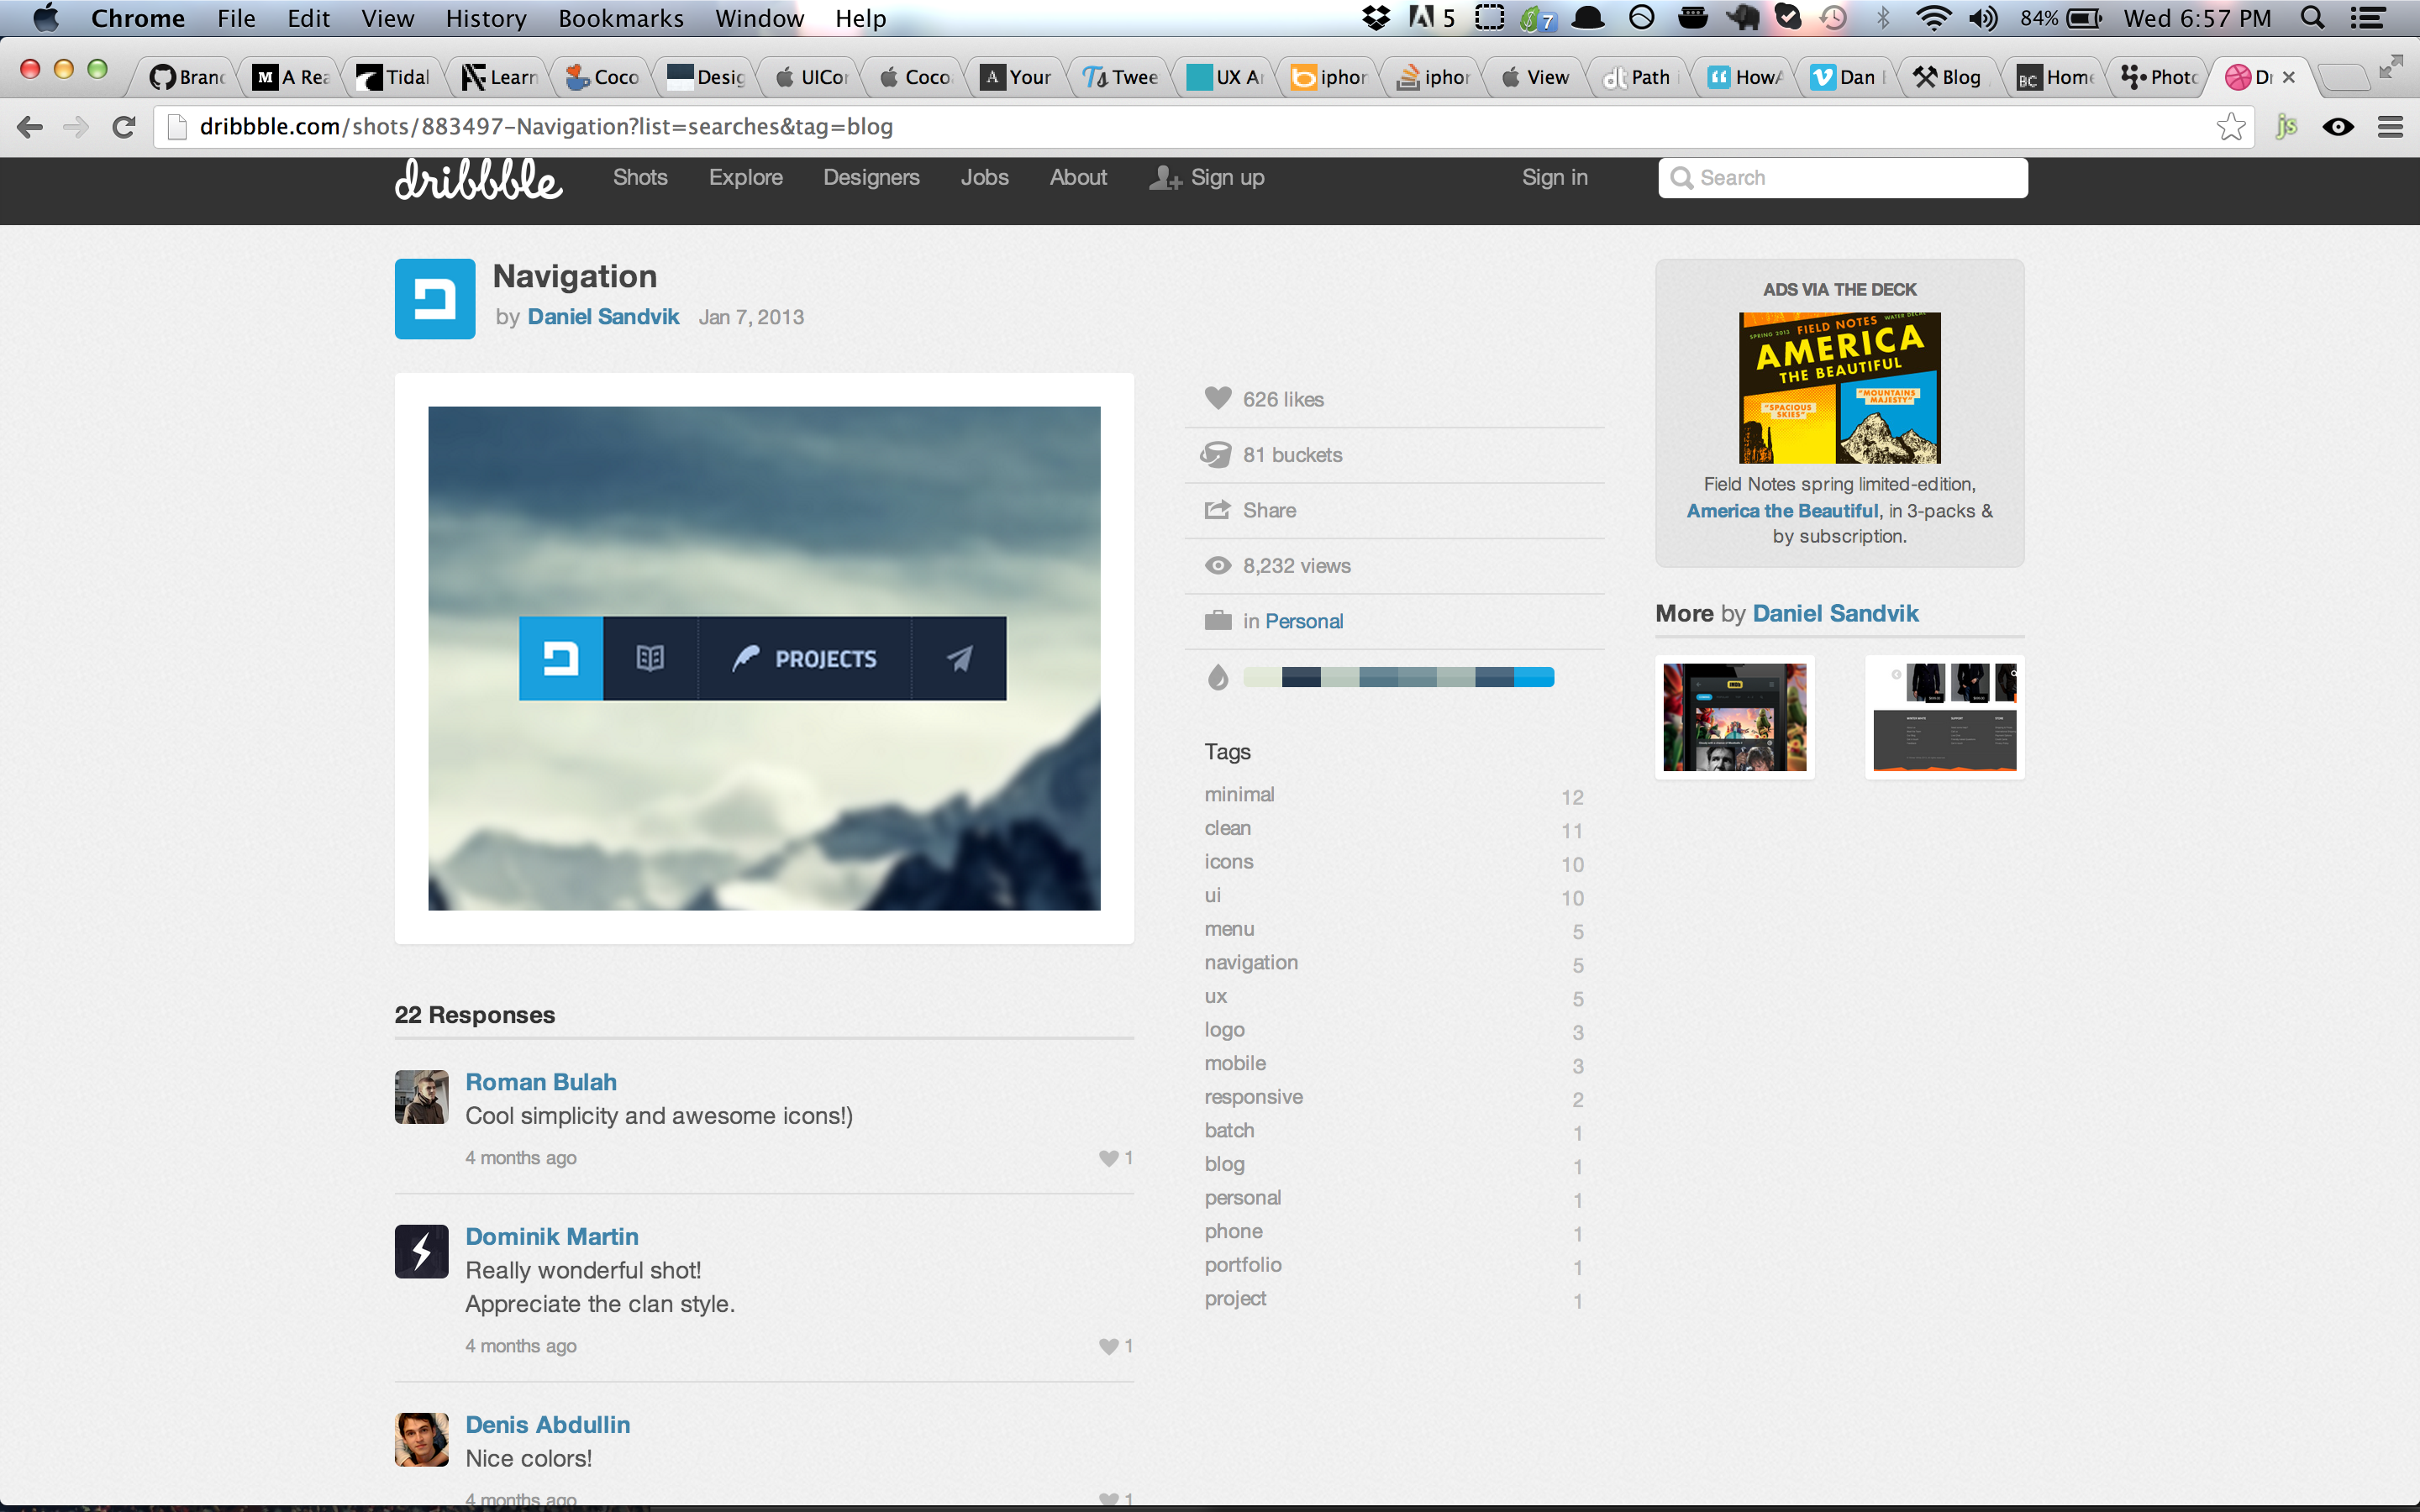 Chrome File Edit View History Bookmarks Window Help
5 7 84% Wed 6:57 PM
Branc M A Rea Tidal Learn Coco Desig UICor Coco A Your Ts Twee UX Ar iphor iphor View Path HowA Dan Blog BC Home Photo Dr
dribbble.com/shots/883497-Navigation?list=searches&tag=blog js
dribbble Shots Explore Designers Jobs About Sign up Sign in Search
Navigation
by Daniel Sandvik Jan 7, 2013
PROJECTS
22 Responses
Roman Bulah
Cool simplicity and awesome icons!)
4 months ago 1
Dominik Martin
Really wonderful shot!
Appreciate the clan style.
4 months ago 1
Denis Abdullin
Nice colors!
4 months ago 1
626 likes
81 buckets
Share
8,232 views
in Personal
Tags
minimal 12
clean 11
icons 10
ui 10
menu 5
navigation 5
ux 5
logo 3
mobile 3
responsive 2
batch 1
blog 1
personal 1
phone 1
portfolio 1
project 1
ADS VIA THE DECK
SPRING 2013 FIELD NOTES WATER DECAL
AMERICA
THE BEAUTIFUL
"SPACIOUS
SKIES"
"MOUNTAINS
MAJESTY"
Field Notes spring limited-edition,
America the Beautiful, in 3-packs &
by subscription.
More by Daniel Sandvik